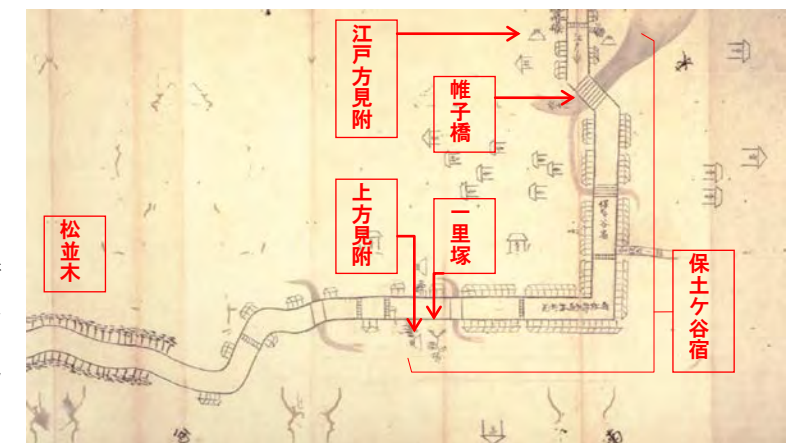 江戸方見附
帷子橋
上方見附
一里塚
松並木
保土ケ谷宿